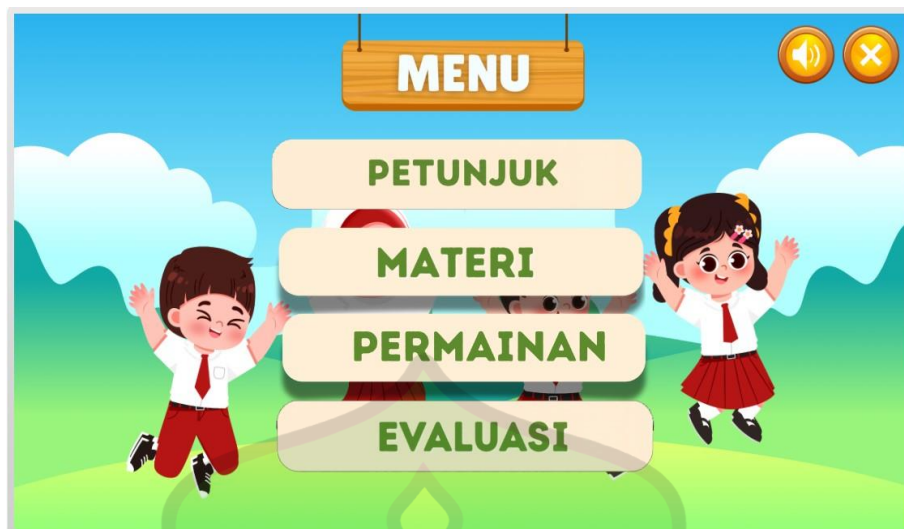 MENU
PETUNJUK
MATERI
PERMAINAN
EVALUASI